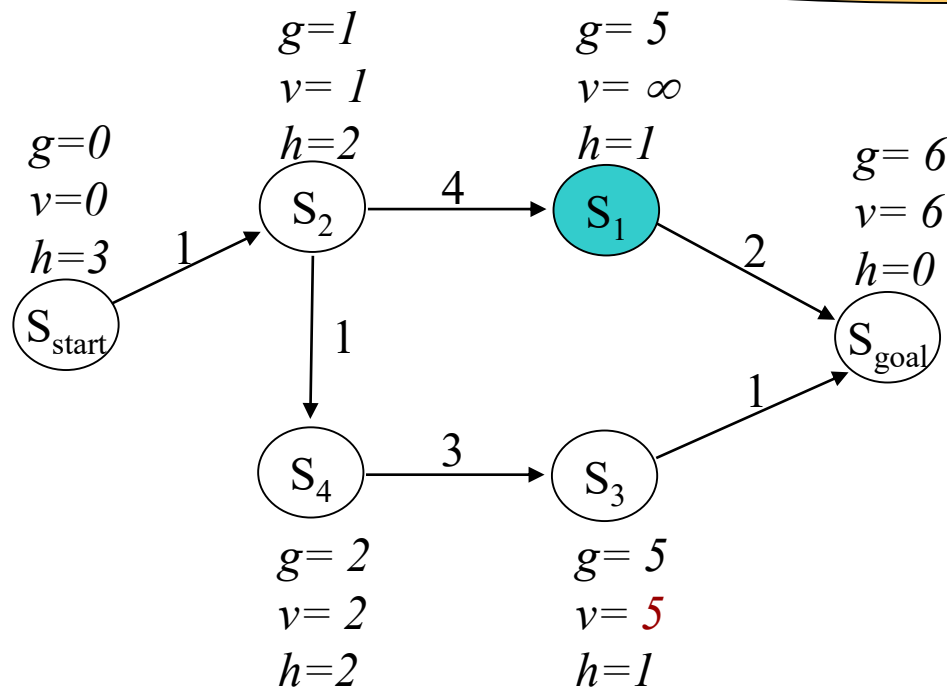 g=1
v= 1
h=2
g= 5
v= ∞
h=1
g=0
v=0
h=3
g= 6
v= 6
h=0
S2
4
S1
1
2
Sstart
1
Sgoal
1
S4
3
S3
g= 2
v= 2
h=2
g= 5
v= 5
h=1